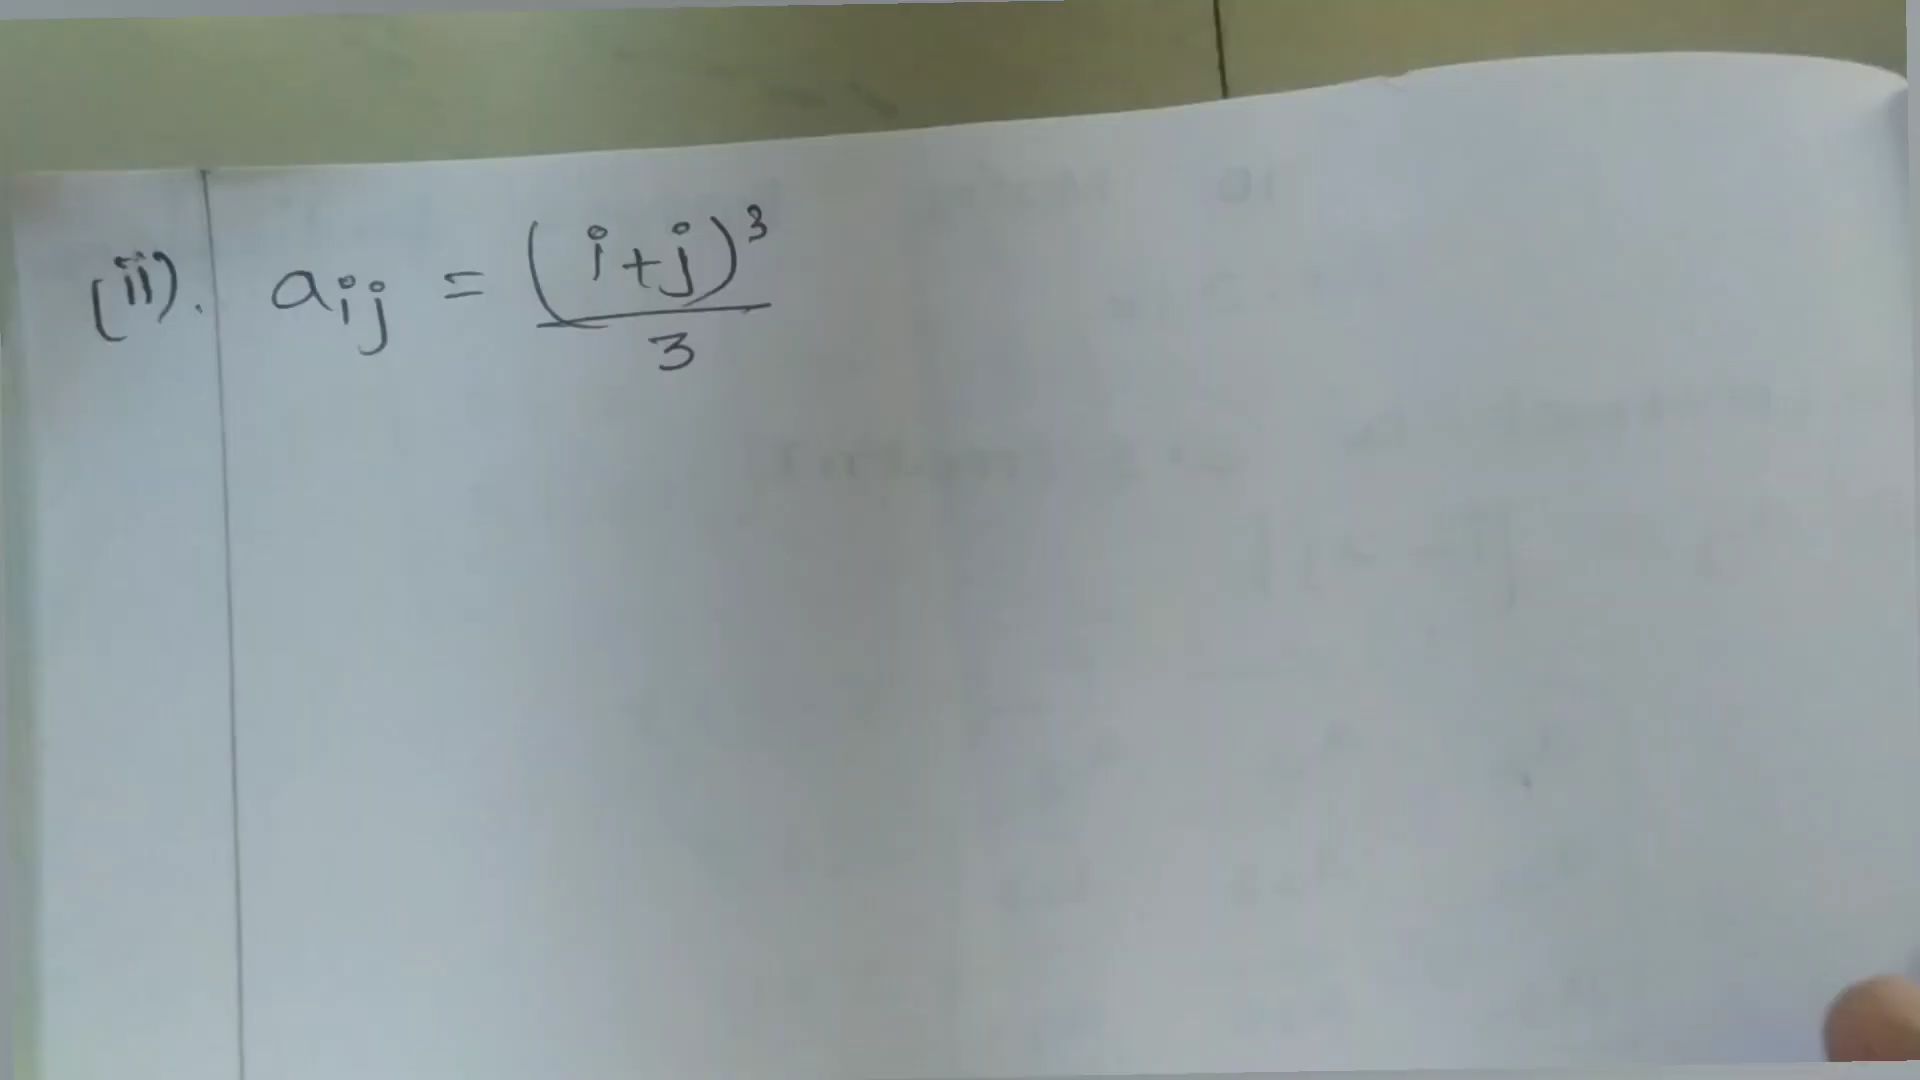 (ii). aij = (i+j)³
3